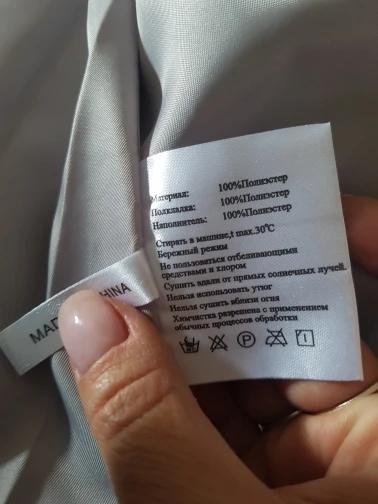 Материал: 100%Полиэстер
Подкладка: 100%Полиэстер
Наполнитель: 100%Полиэстер
Стирать в машине,t max.30℃
Бережный режим
Не пользоваться отбеливающими
средствами и хлором
Сушить вдали от прямых солнечных лучей.
Нельзя использовать утюг
Нельзя сушить вблизи огня
Химчистка разрешена с применением
обычных процессов обработки
P